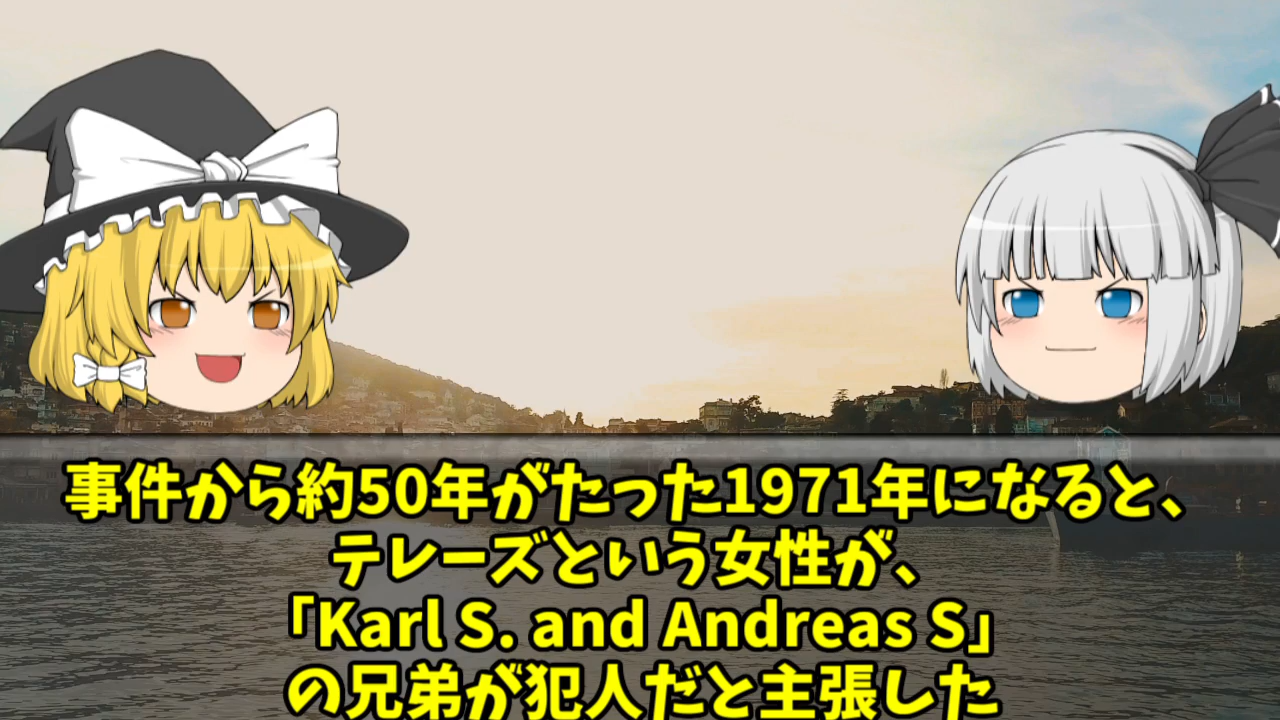 事件から約50年がたった1971年になると、
テレーズという女性が、
「Karl S. and Andreas S」
の兄弟が犯人だと主張した